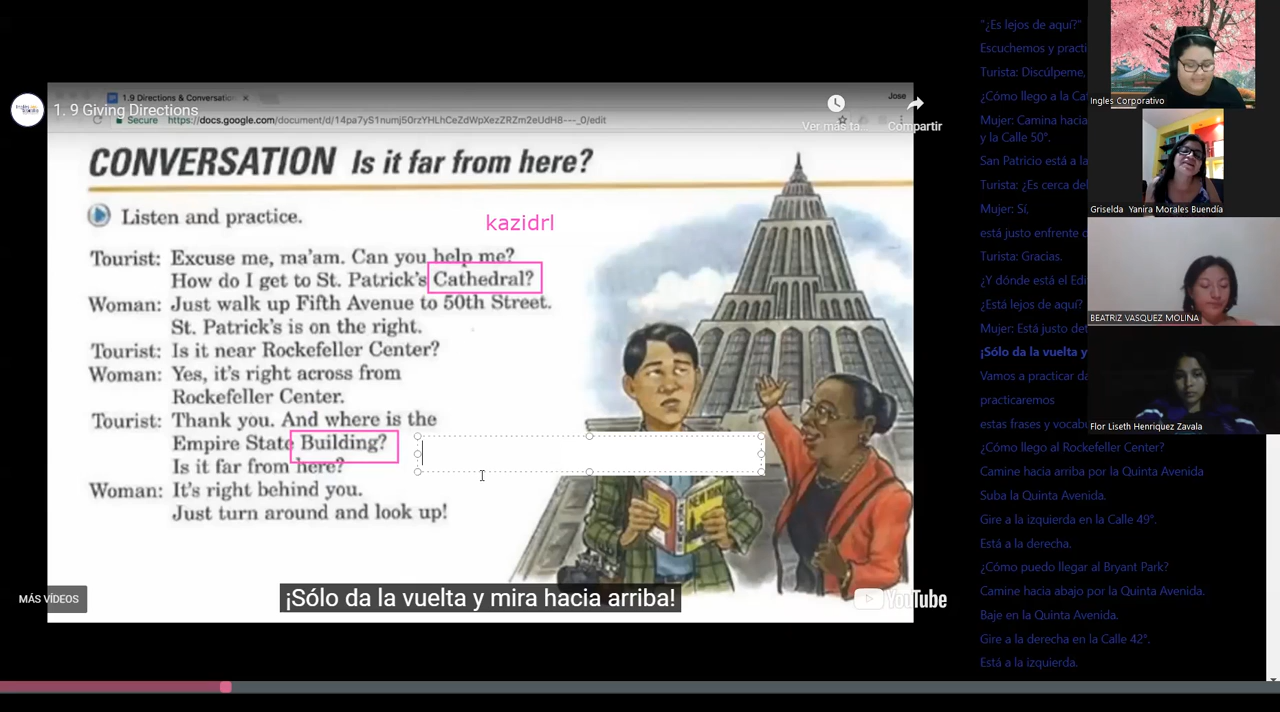 1.9 Directions & Conversation
Jose
1. 9 Giving Directions
Secure
https://docs.google.com/document/d/14pa7yS1numj50rzYHLhCeZdWpXezZRZm2eUdH8---_0/edit
Ver más ta...
Compartir
CONVERSATION Is it far from here?
Listen and practice.
kazidrl
Tourist: Excuse me, ma'am. Can you help me?
How do I get to St. Patrick's Cathedral?
Woman: Just walk up Fifth Avenue to 50th Street.
St. Patrick's is on the right.
Tourist: Is it near Rockefeller Center?
Woman: Yes, it's right across from
Rockefeller Center.
Tourist: Thank you. And where is the
Empire State Building?
Is it far from here?
Woman: It's right behind you.
Just turn around and look up!
NEW YORK
MÁS VÍDEOS
¡Sólo da la vuelta y mira hacia arriba!
YouTube
"¿Es lejos de aquí?"
Escuchemos y practi
Turista: Discúlpeme,
¿Cómo llego a la Ca
Mujer: Camina hacia
y la Calle 50°.
San Patricio está a la
Turista: ¿Es cerca del
Mujer: Sí,
está justo enfrente
Turista: Gracias.
¿Y dónde está el Edi
¿Está lejos de aquí?
Mujer: Está justo det
¡Sólo da la vuelta y
Vamos a practicar da
practicaremos
estas frases y vocabu
¿Cómo llego al Rockefeller Center?
Camine hacia arriba por la Quinta Avenida
Suba la Quinta Avenida.
Gire a la izquierda en la Calle 49°.
Está a la derecha.
¿Cómo puedo llegar al Bryant Park?
Camine hacia abajo por la Quinta Avenida.
Baje en la Quinta Avenida.
Gire a la derecha en la Calle 42°.
Está a la izquierda.
Ingles Corporativo
Griselda Yanira Morales Buendía
BEATRIZ VASQUEZ MOLINA
Flor Liseth Henriquez Zavala